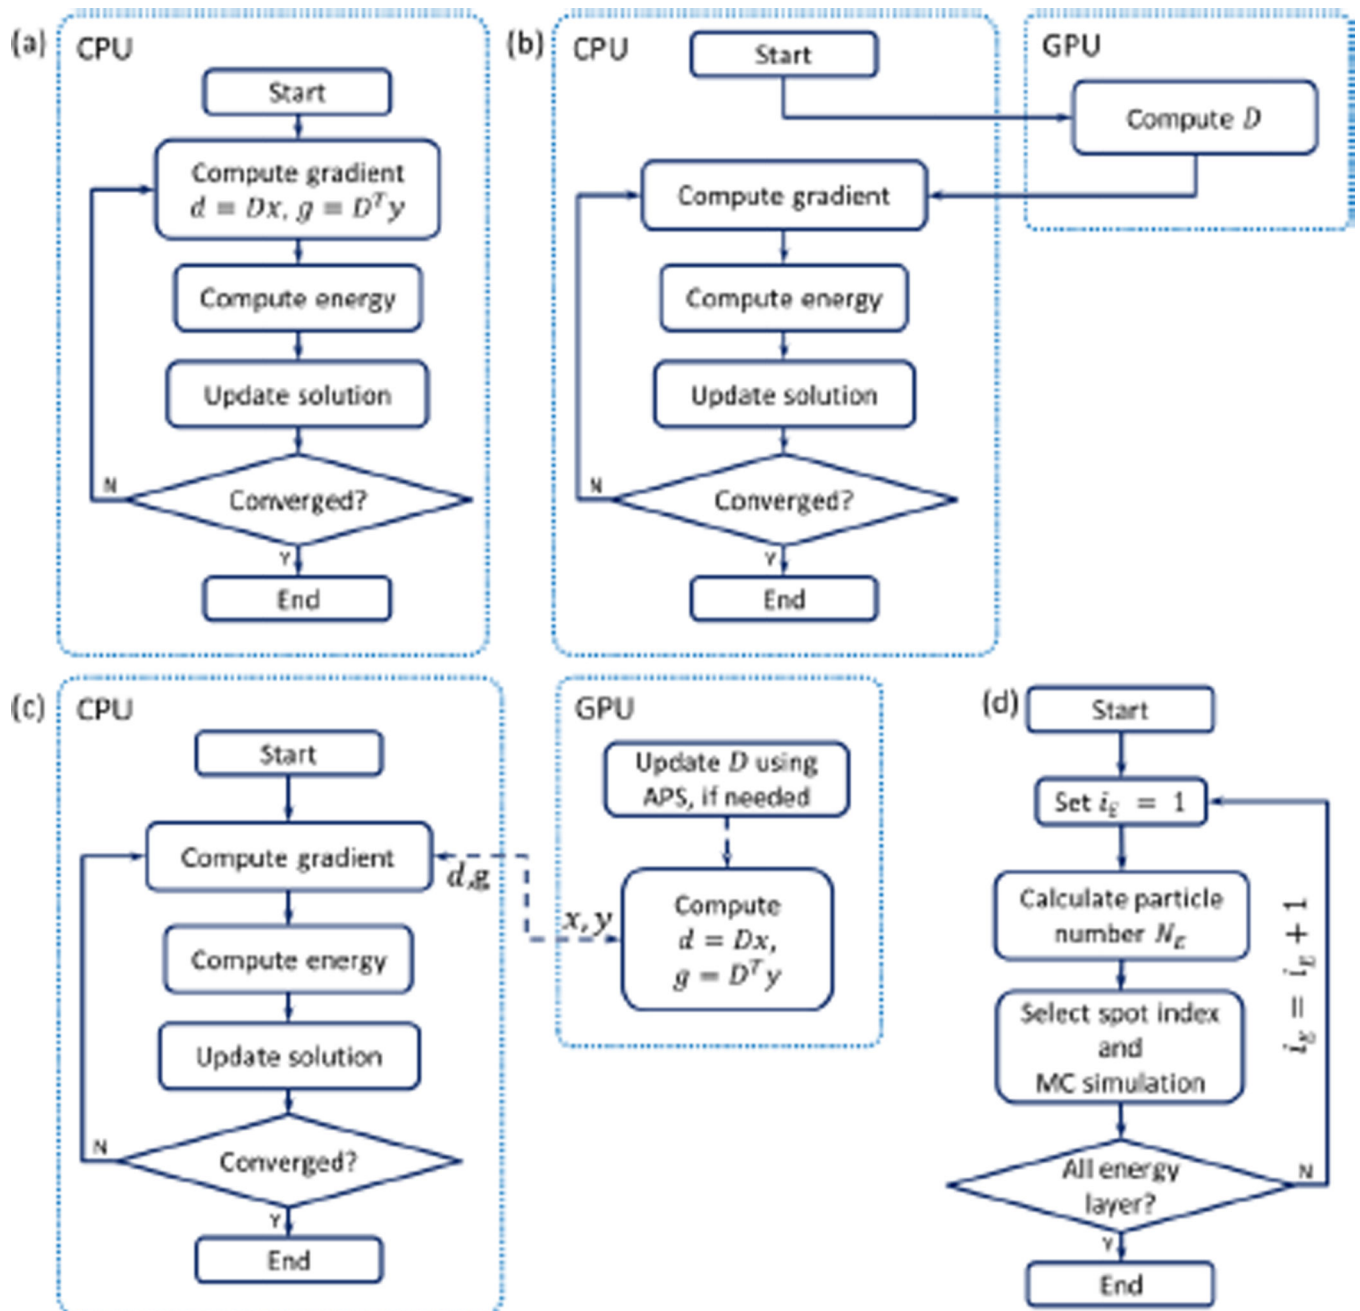 (a)
CPU
Start
Compute gradient
d = Dx, g = D^T y
Compute energy
Update solution
Converged?
N
Y
End
(b)
CPU
Start
GPU
Compute D
Compute gradient
Compute energy
Update solution
Converged?
N
Y
End
(c)
CPU
Start
Compute gradient
Compute energy
Update solution
Converged?
N
Y
End
d,g
x, y
GPU
Update D using
APS, if needed
Compute
d = Dx,
g = D^T y
(d)
Start
Set i_E = 1
Calculate particle
number N_E
Select spot index
and
MC simulation
All energy
layer?
N
i_E = i_E + 1
Y
End